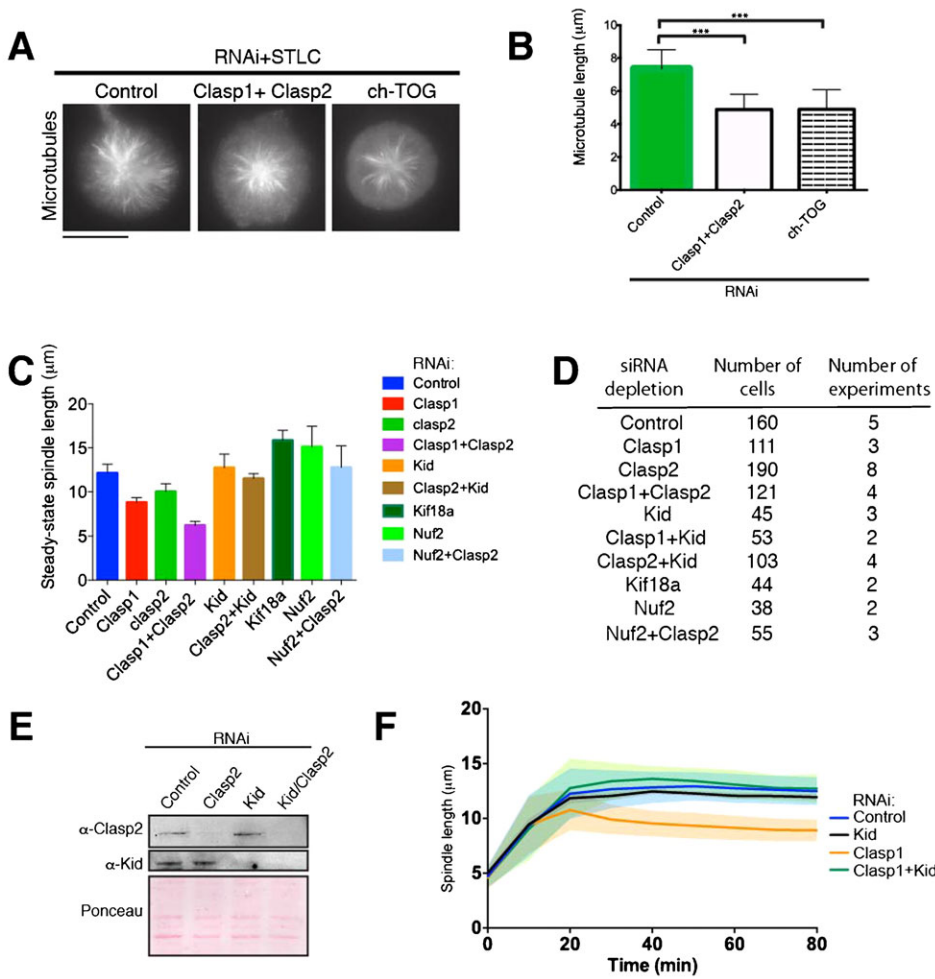 A
RNAi+STLC
Control
Clasp1+ Clasp2
ch-TOG
Microtubules
B
Microtubule length (µm)
10
8
6
4
2
0
***
***
Control
Clasp1+Clasp2
ch-TOG
RNAi
C
Steady-state spindle length (µm)
20
15
10
5
0
Control
Clasp1
clasp2
Clasp1+Clasp2
Kid
Clasp2+Kid
Kif18a
Nuf2
Nuf2+Clasp2
RNAi:
Control
Clasp1
clasp2
Clasp1+Clasp2
Kid
Clasp2+Kid
Kif18a
Nuf2
Nuf2+Clasp2
D
siRNA depletion Number of cells Number of experiments
Control 160 5
Clasp1 111 3
Clasp2 190 8
Clasp1+Clasp2 121 4
Kid 45 3
Clasp1+Kid 53 2
Clasp2+Kid 103 4
Kif18a 44 2
Nuf2 38 2
Nuf2+Clasp2 55 3
E
RNAi
Control
Clasp2
Kid
Kid/Clasp2
α-Clasp2
α-Kid
Ponceau
F
Spindle length (µm)
20
15
10
5
0
0 20 40 60 80
Time (min)
RNAi:
Control
Kid
Clasp1
Clasp1+Kid